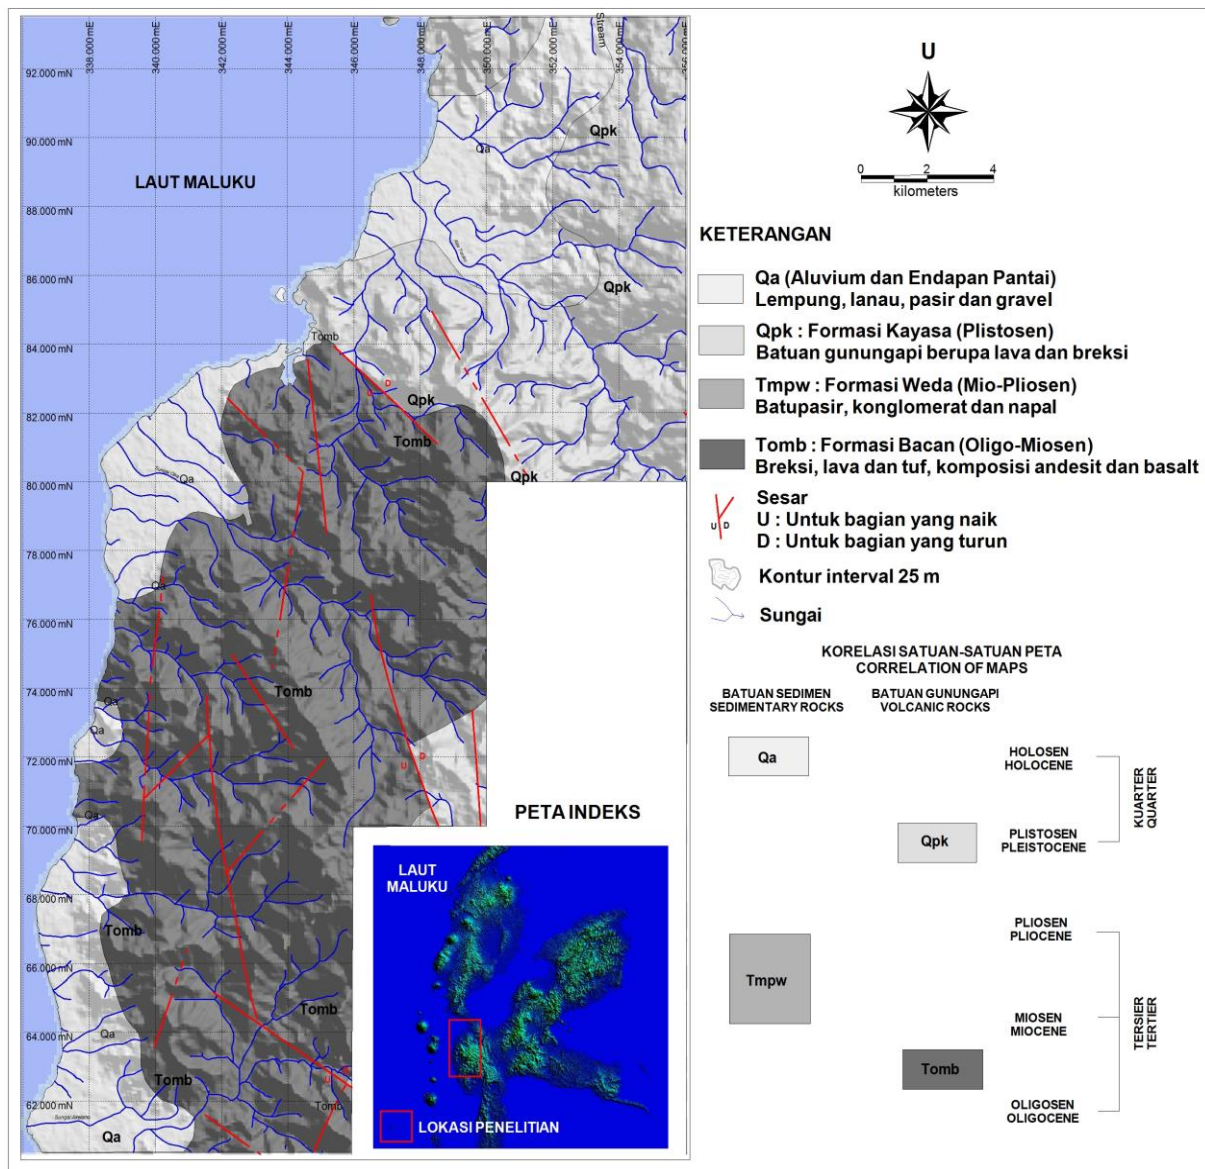 338.000 mE
340.000 mE
342.000 mE
344.000 mE
346.000 mE
348.000 mE
350.000 mE
352.000 mE
Stream
354.000 mE
356.000 mE
92.000 mN
90.000 mN
88.000 mN
86.000 mN
84.000 mN
82.000 mN
80.000 mN
78.000 mN
76.000 mN
74.000 mN
72.000 mN
70.000 mN
68.000 mN
66.000 mN
64.000 mN
62.000 mN
LAUT MALUKU
Qpk
Qa
Qpk
Tomb
D
U
Qpk
Tomb
Qpk
Qa
Qa
Tomb
Qa
Qa
U D
Qa
Tomb
Tomb
Qa
Tomb
U
Tomb
Qa
PETA INDEKS
LAUT
MALUKU
LOKASI PENELITIAN
U
0 2 4
kilometers
KETERANGAN
Qa (Aluvium dan Endapan Pantai)
Lempung, lanau, pasir dan gravel
Qpk : Formasi Kayasa (Plistosen)
Batuan gunungapi berupa lava dan breksi
Tmpw : Formasi Weda (Mio-Pliosen)
Batupasir, konglomerat dan napal
Tomb : Formasi Bacan (Oligo-Miosen)
Breksi, lava dan tuf, komposisi andesit dan basalt
U D
Sesar
U : Untuk bagian yang naik
D : Untuk bagian yang turun
Kontur interval 25 m
Sungai
KORELASI SATUAN-SATUAN PETA
CORRELATION OF MAPS
BATUAN SEDIMEN
SEDIMENTARY ROCKS
BATUAN GUNUNGAPI
VOLCANIC ROCKS
Qa
HOLOSEN
HOLOCENE
Qpk
PLISTOSEN
PLEISTOCENE
KUARTER
QUARTER
Tmpw
PLIOSEN
PLIOCENE
MIOSEN
MIOCENE
Tomb
OLIGOSEN
OLIGOCENE
TERSIER
TERTIER